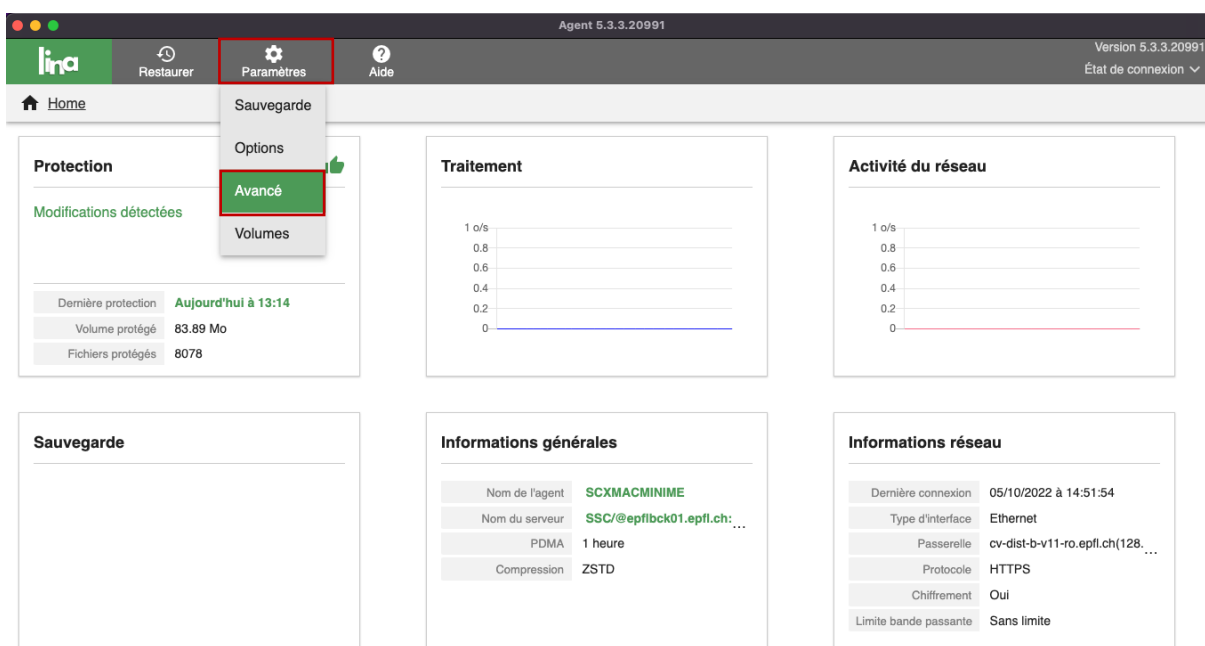 Agent 5.3.3.20991
lina
Restaurer
Paramètres
Aide
Version 5.3.3.20991
État de connexion
Home
Sauvegarde
Options
Avancé
Volumes
Protection
Modifications détectées
Dernière protection Aujourd'hui à 13:14
Volume protégé 83.89 Mo
Fichiers protégés 8078
Traitement
1 o/s
0.8
0.6
0.4
0.2
0
Activité du réseau
1 o/s
0.8
0.6
0.4
0.2
0
Sauvegarde
Informations générales
Nom de l'agent SCXMACMINIME
Nom du serveur SSC/@epflbck01.epfl.ch:...
PDMA 1 heure
Compression ZSTD
Informations réseau
Dernière connexion 05/10/2022 à 14:51:54
Type d'interface Ethernet
Passerelle cv-dist-b-v11-ro.epfl.ch(128....
Protocole HTTPS
Chiffrement Oui
Limite bande passante Sans limite